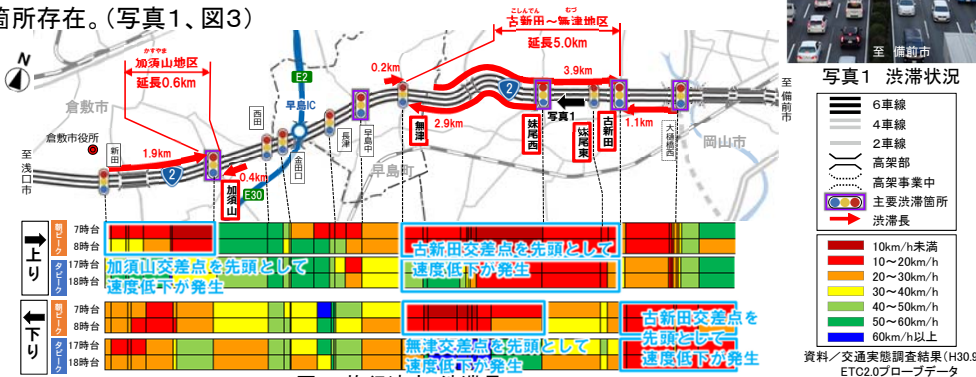 箇所存在。(写真1、図3)
こしんでん むづ
古新田~無津地区
延長5.0km
かすやま
加須山地区
延長0.6km
N
E2
0.2km
3.9km
2
至 備前市
写真1 渋滞状況
倉敷市
早島IC
倉敷市役所
西田
長津
早島中
無津
2.9km
妹尾西
写真1
妹尾東
古新田
1.1km
大樋橋西
岡山市
至 備前市
至 浅口市
新田
1.9km
2
0.4km
加須山
E30
金田口
早島町
6車線
4車線
2車線
高架部
高架事業中
主要渋滞箇所
渋滞長
上り
朝ピーク
7時台
8時台
夕ピーク
17時台
18時台
加須山交差点を先頭として
速度低下が発生
古新田交差点を先頭として
速度低下が発生
下り
朝ピーク
7時台
8時台
夕ピーク
17時台
18時台
無津交差点を先頭として
速度低下が発生
古新田交差点を
先頭として
速度低下が発生
10km/h未満
10~20km/h
20~30km/h
30~40km/h
40~50km/h
50~60km/h
60km/h以上
資料/交通実態調査結果(H30.9
ETC2.0プローブデータ